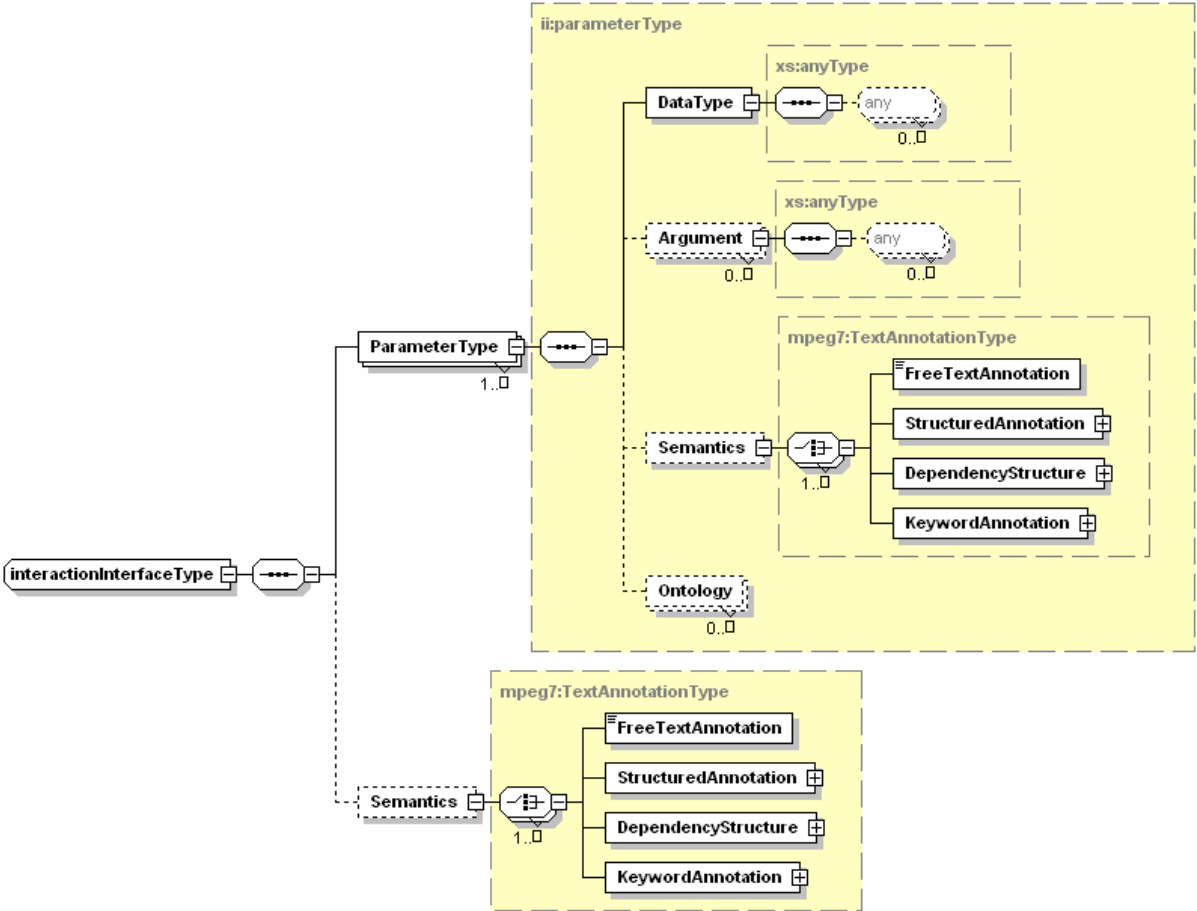 ii:parameterType
xs:anyType
DataType
any
0..
xs:anyType
Argument
any
0..
0..
mpeg7:TextAnnotationType
ParameterType
1..
FreeTextAnnotation
StructuredAnnotation
Semantics
DependencyStructure
1..
KeywordAnnotation
interactionInterfaceType
Ontology
0..
mpeg7:TextAnnotationType
FreeTextAnnotation
StructuredAnnotation
Semantics
DependencyStructure
1..
KeywordAnnotation